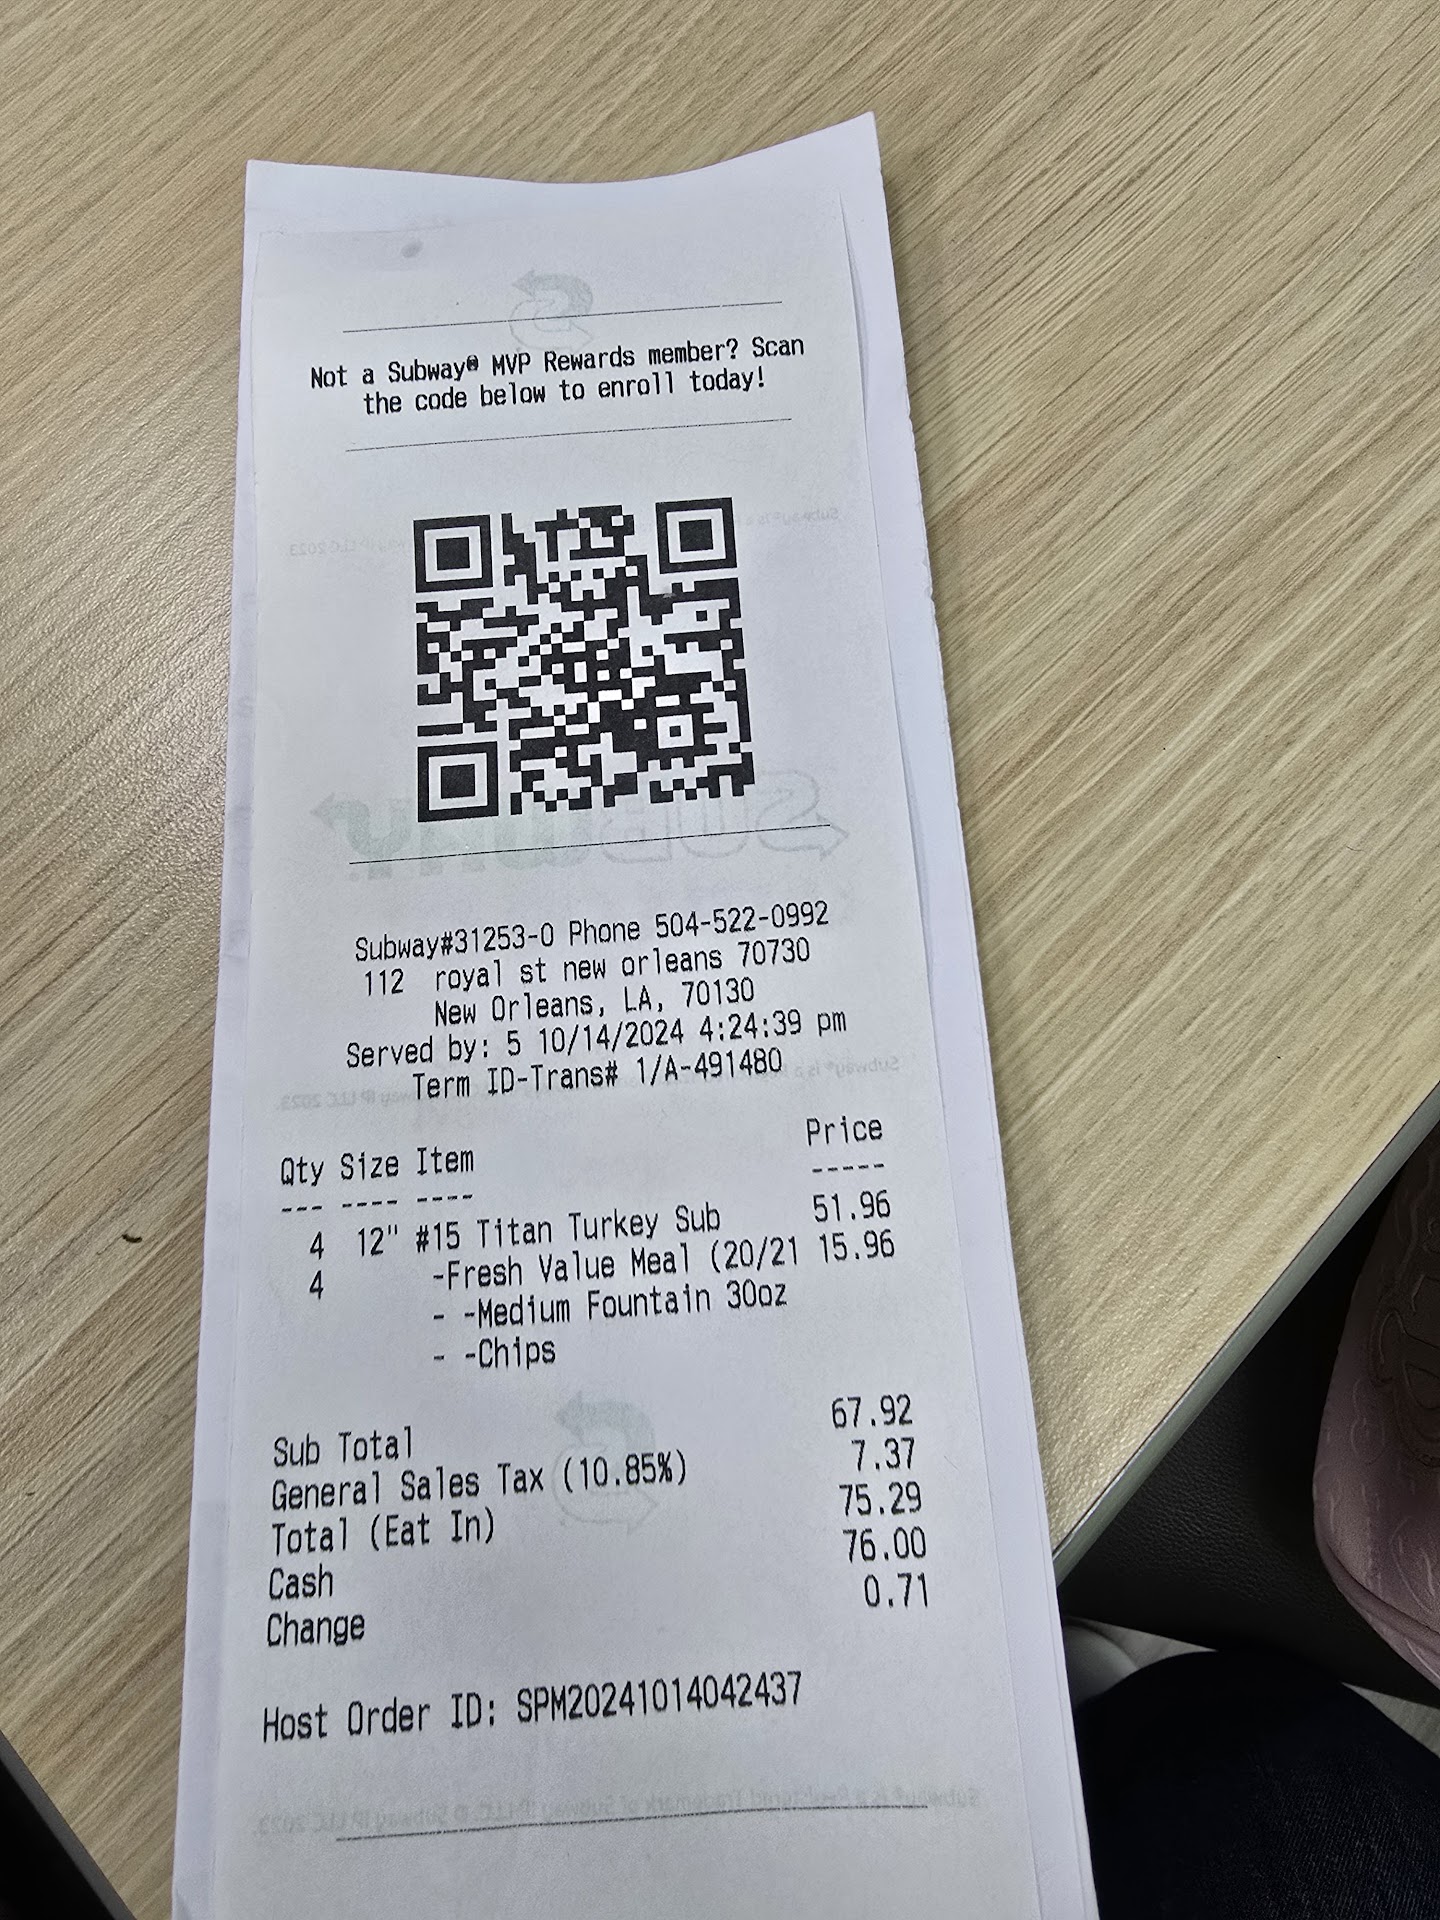 Not a Subway® MVP Rewards member? Scan
the code below to enroll today!
Subway#31253-0 Phone 504-522-0992
112 royal st new orleans 70730
New Orleans, LA, 70130
Served by: 5 10/14/2024 4:24:39 pm
Term ID-Trans# 1/A-491480
Qty Size Item Price
--- ---- ---- -----
4 12" #15 Titan Turkey Sub 51.96
4 -Fresh Value Meal (20/21 15.96
- -Medium Fountain 30oz
- -Chips
Sub Total 67.92
General Sales Tax (10.85%) 7.37
Total (Eat In) 75.29
Cash 76.00
Change 0.71
Host Order ID: SPM20241014042437